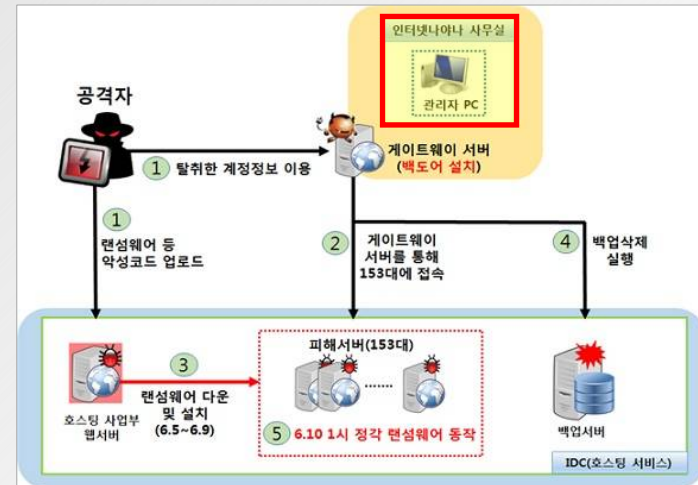 인터넷나야나 사무실
관리자 PC
공격자
게이트웨이 서버
(백도어 설치)
1 탈취한 계정정보 이용
1
랜섬웨어 등
악성코드 업로드
2 게이트웨이
서버를 통해
153대에 접속
4 백업삭제
실행
피해서버(153대)
.......
3
랜섬웨어 다운
및 설치
(6.5~6.9)
호스팅 사업부
웹서버
5 6.10 1시 정각 랜섬웨어 동작
백업서버
IDC(호스팅 서비스)